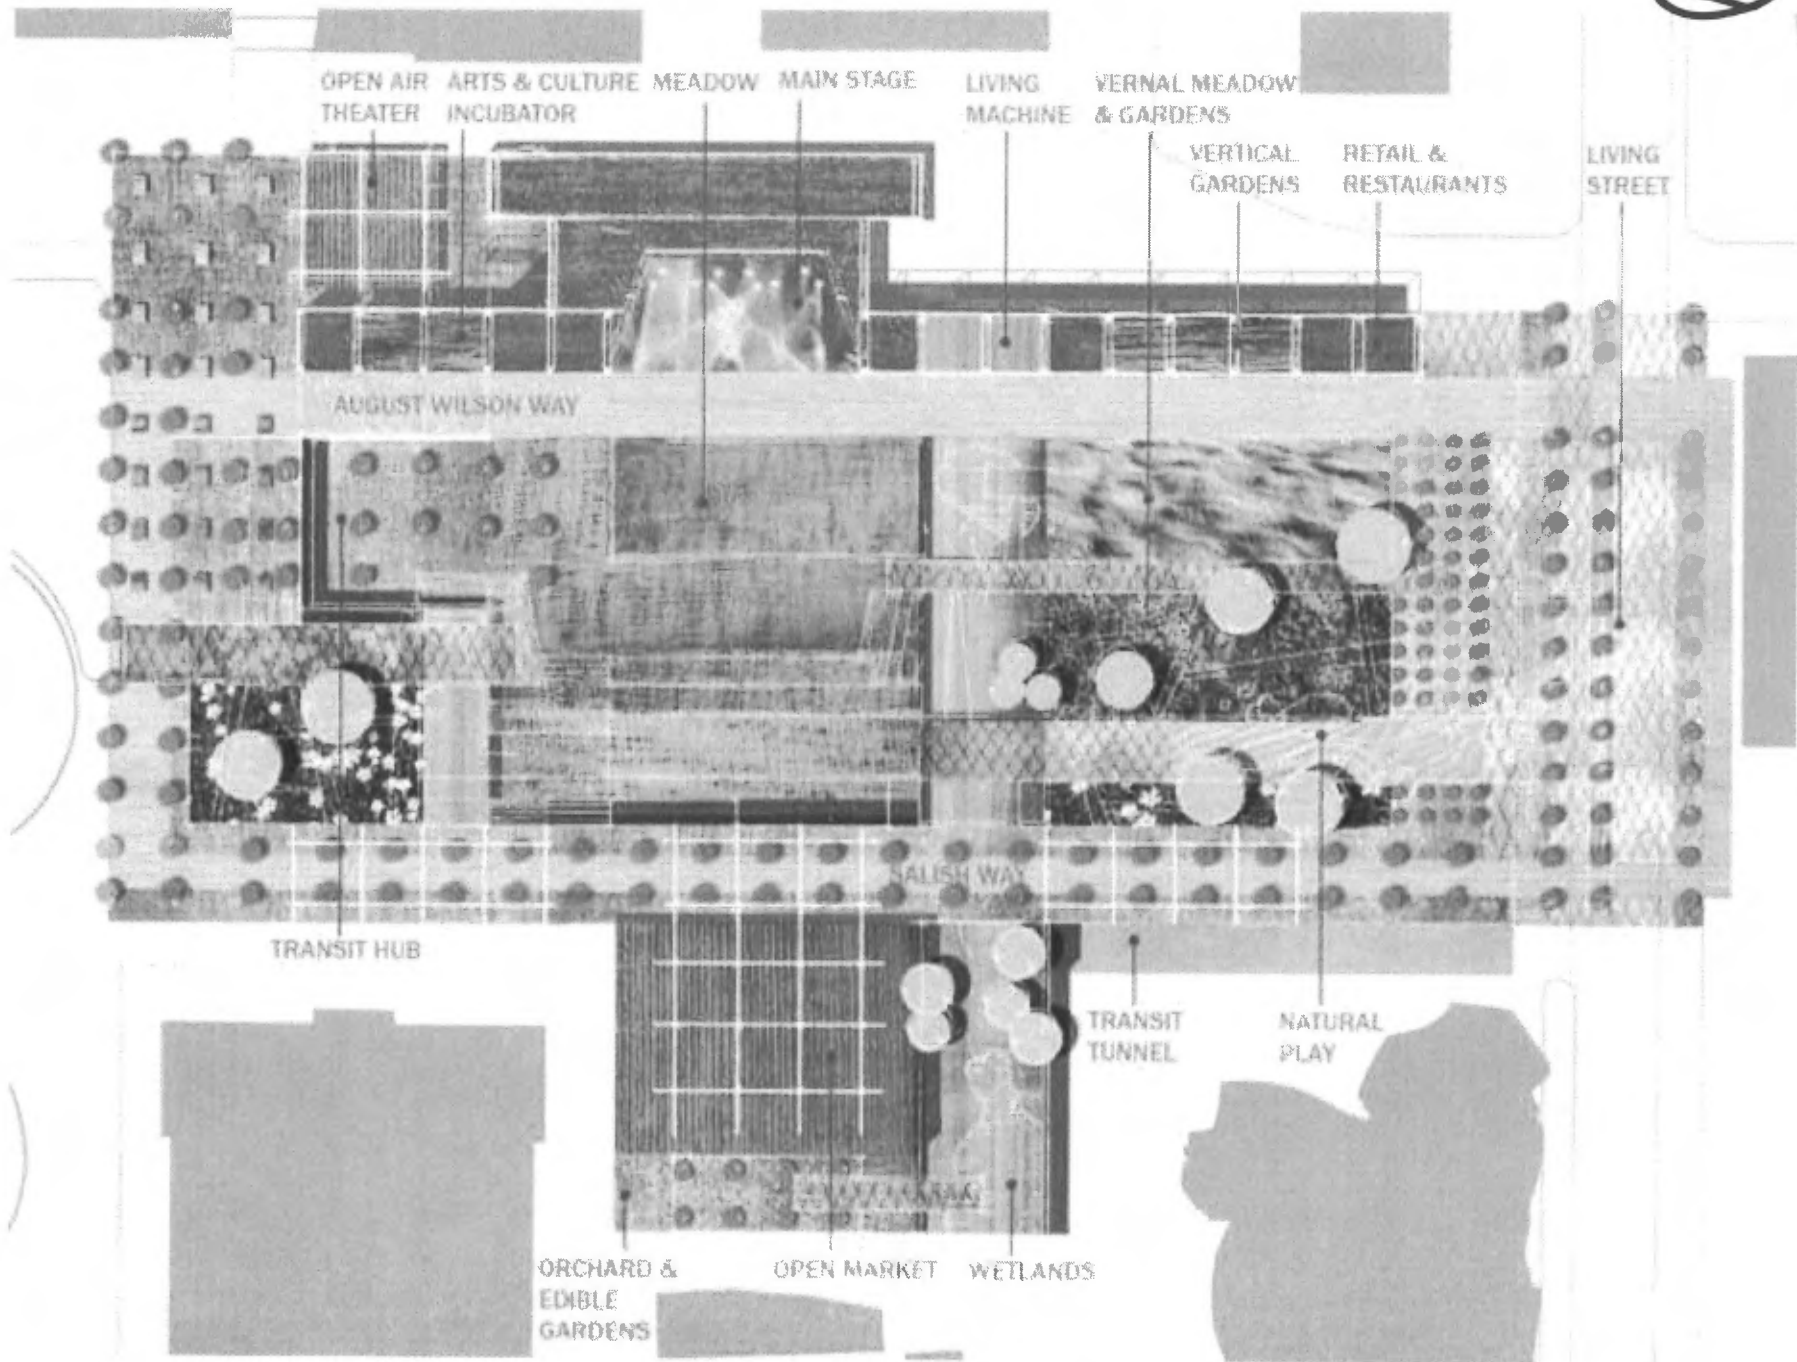 OPEN AIR
THEATER
ARTS & CULTURE
INCUBATOR
MEADOW
MAIN STAGE
LIVING
MACHINE
VERNAL MEADOW
& GARDENS
VERTICAL
GARDENS
RETAIL &
RESTAURANTS
LIVING
STREET
AUGUST WILSON WAY
SALISH WAY
TRANSIT HUB
TRANSIT
TUNNEL
NATURAL
PLAY
ORCHARD &
EDIBLE
GARDENS
OPEN MARKET
WETLANDS